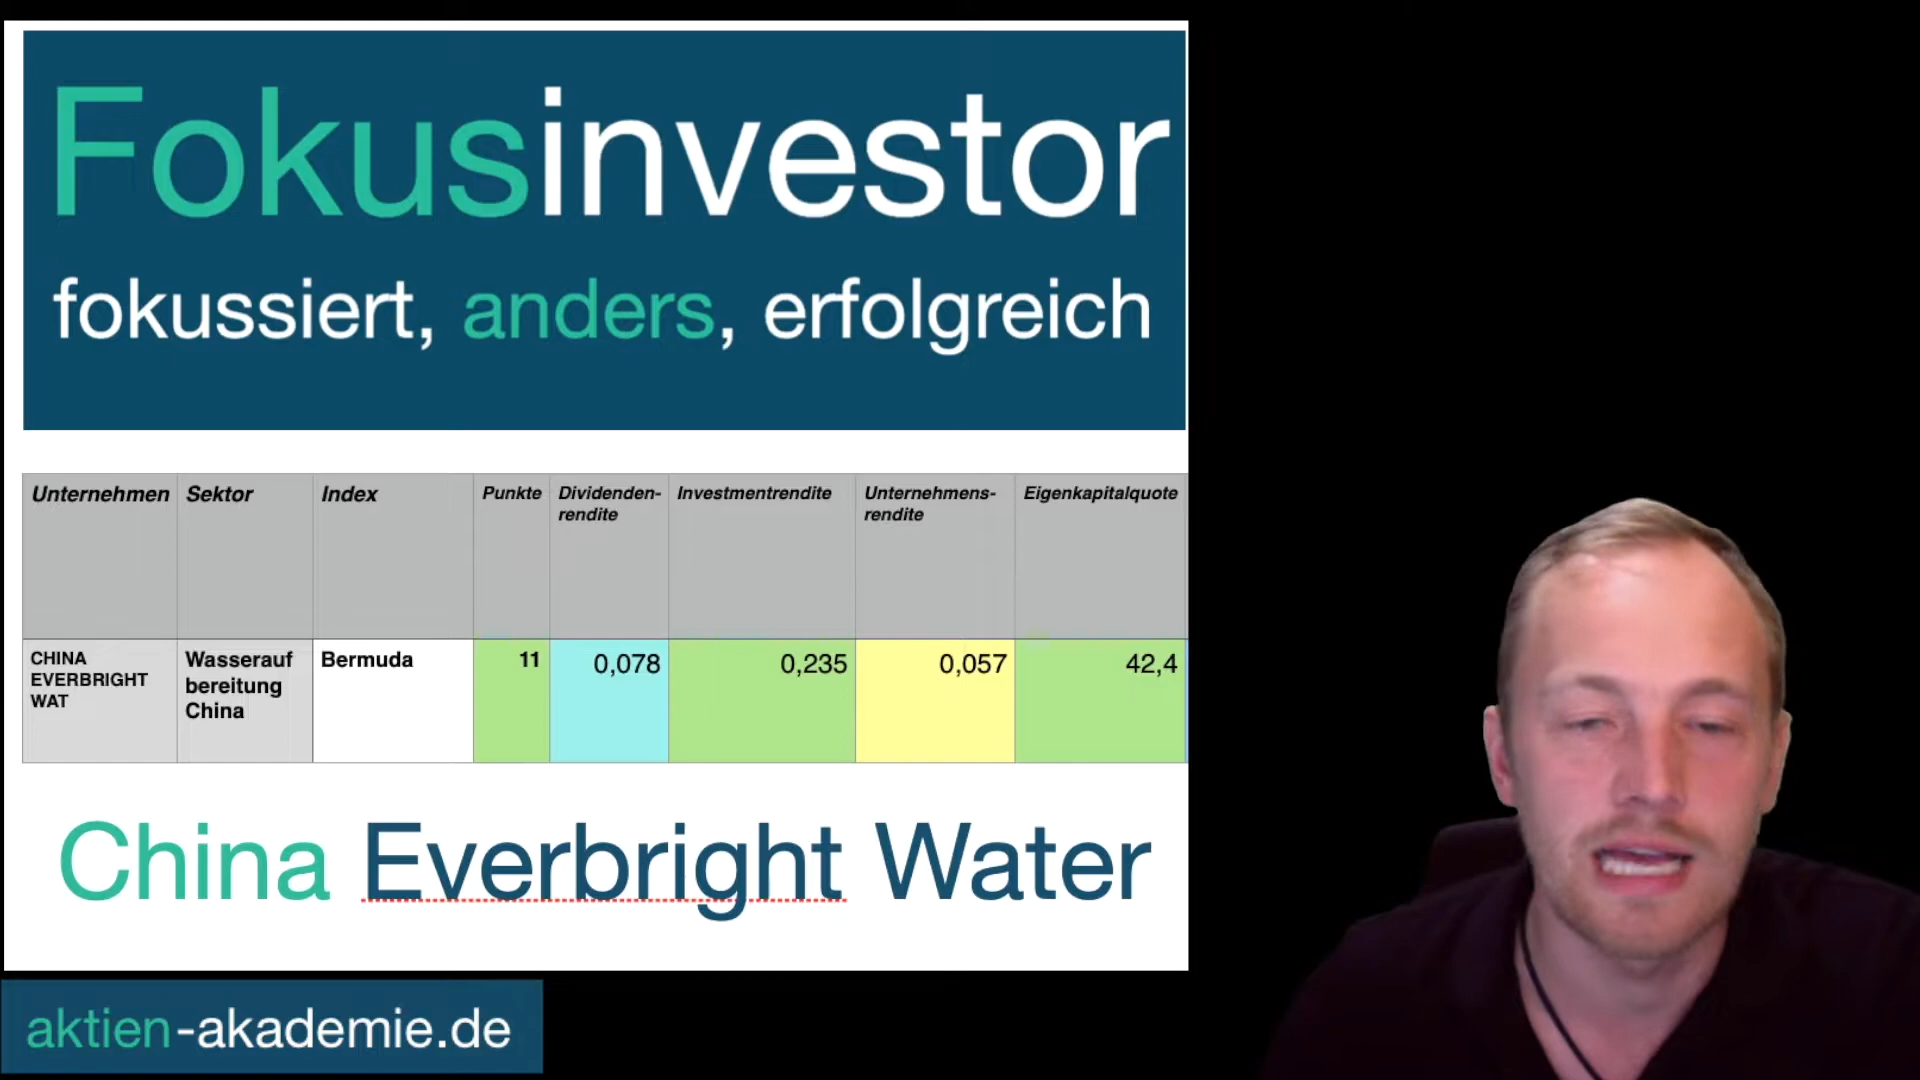 Fokusinvestor
fokussiert, anders, erfolgreich
Unternehmen Sektor Index Punkte Dividenden-rendite Investmentrendite Unternehmens-rendite Eigenkapitalquote
CHINA EVERBRIGHT WAT Wasserauf bereitung China Bermuda 11 0,078 0,235 0,057 42,4
China Everbright Water
aktien-akademie.de